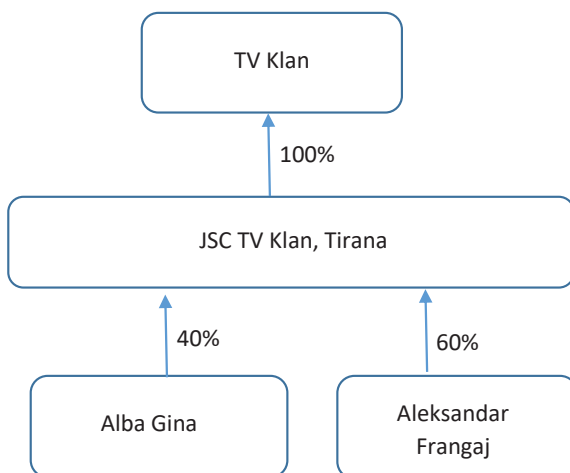 TV Klan
100%
JSC TV Klan, Tirana
40%
60%
Alba Gina
Aleksandar
Frangaj